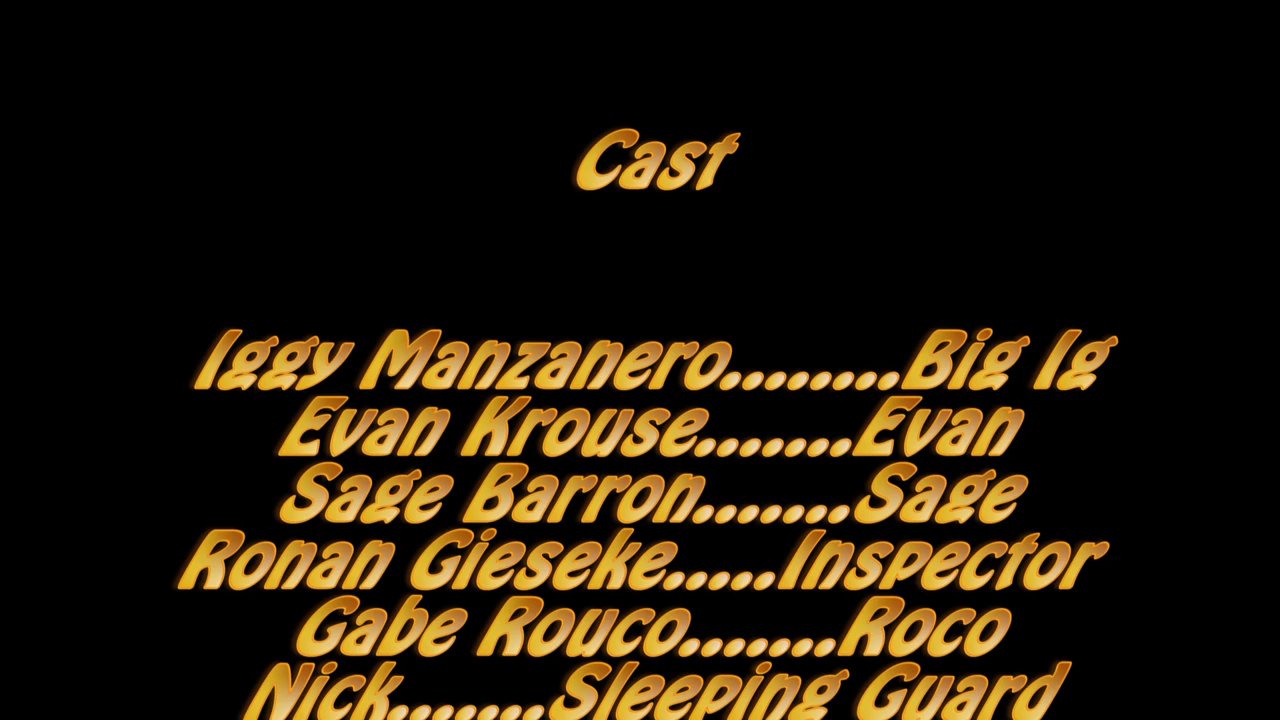 Cast
Iggy Manzanero........Big Ig
Evan Krouse.......Evan
Sage Barron.......Sage
Ronan Gieseke.....Inspector
Gabe Rouco.......Roco
Nick.......Sleeping Guard